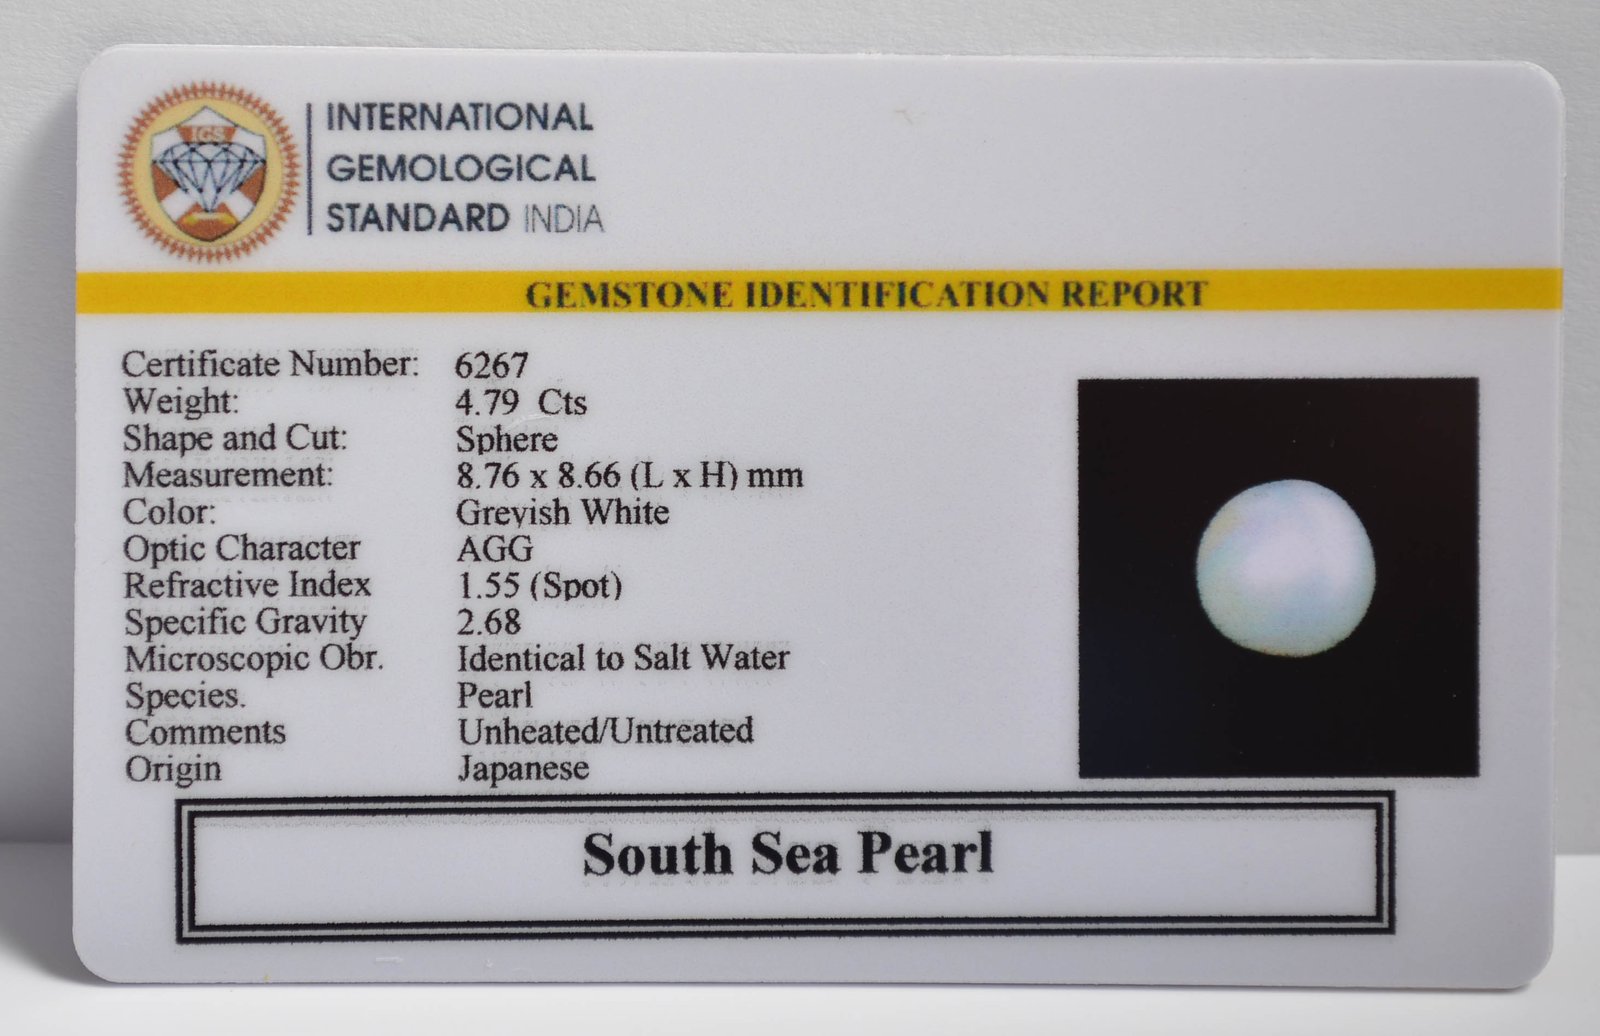 IGS
INTERNATIONAL
GEMOLOGICAL
STANDARD INDIA
GEMSTONE IDENTIFICATION REPORT
Certificate Number: 6267
Weight: 4.79 Cts
Shape and Cut: Sphere
Measurement: 8.76 x 8.66 (L x H) mm
Color: Greyish White
Optic Character AGG
Refractive Index 1.55 (Spot)
Specific Gravity 2.68
Microscopic Obr. Identical to Salt Water
Species. Pearl
Comments Unheated/Untreated
Origin Japanese
South Sea Pearl